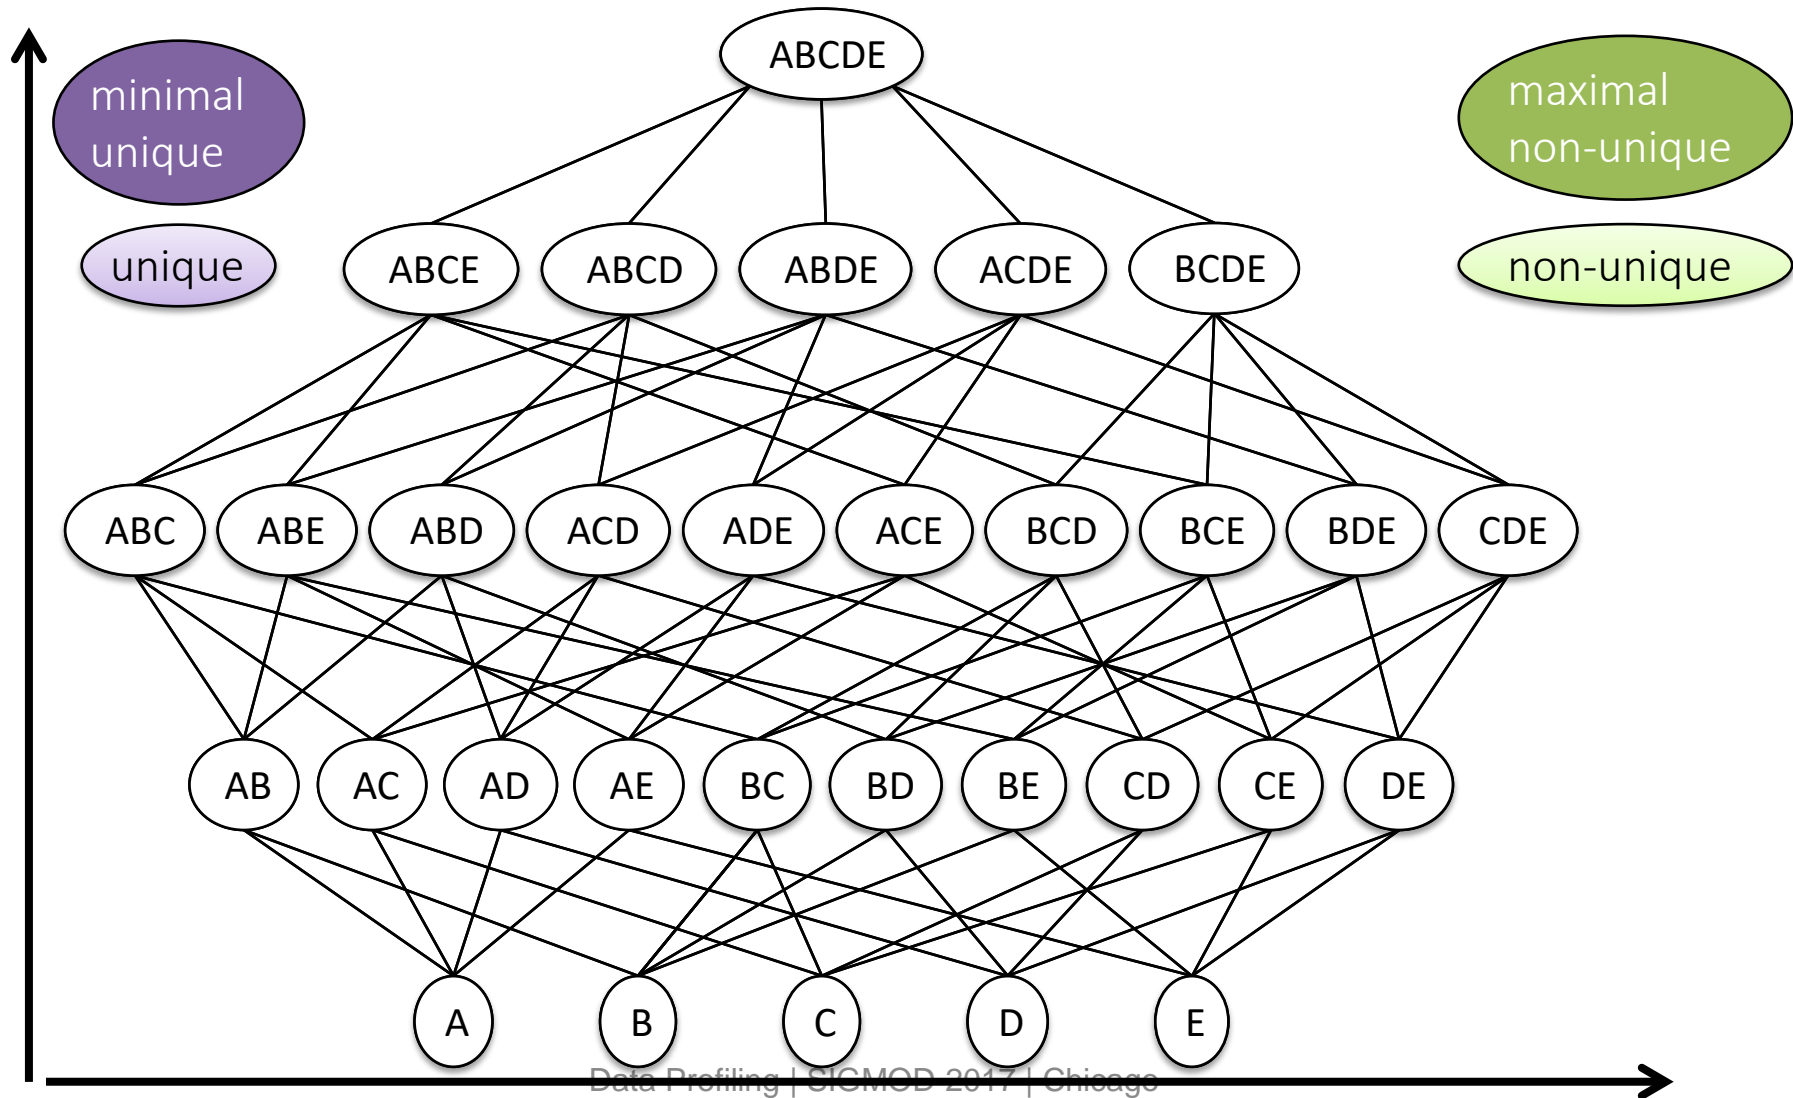 ABCDE
minimal
unique
maximal
non-unique
unique
ABCE ABCD ABDE ACDE BCDE
non-unique
ABC ABE ABD ACD ADE ACE BCD BCE BDE CDE
AB AC AD AE BC BD BE CD CE DE
A B C D E
Data Profiling | SIGMOD 2017 | Chicago